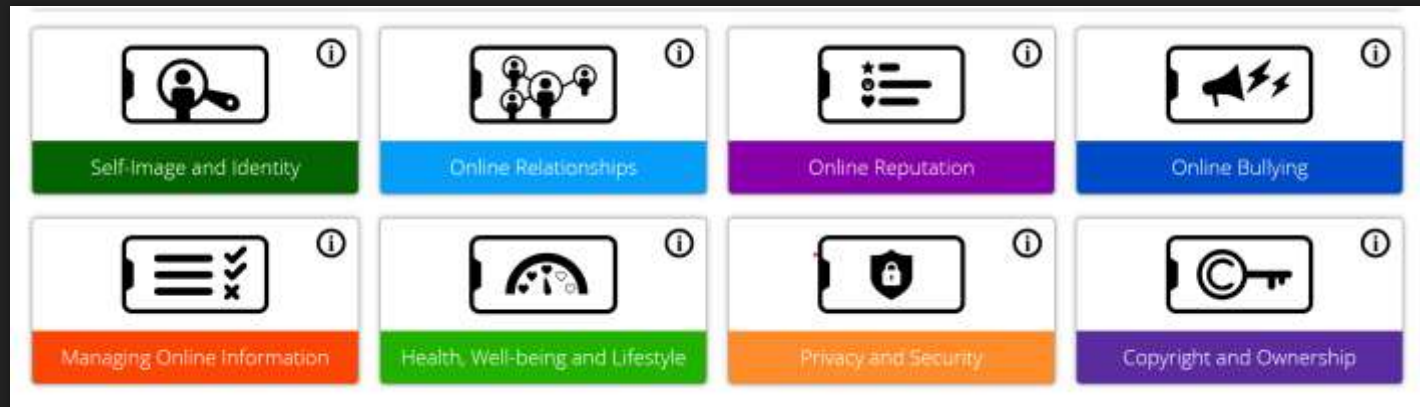 Self-Image and Identity
Online Relationships
Online Reputation
Online Bullying
Managing Online Information
Health, Well-being and Lifestyle
Privacy and Security
Copyright and Ownership